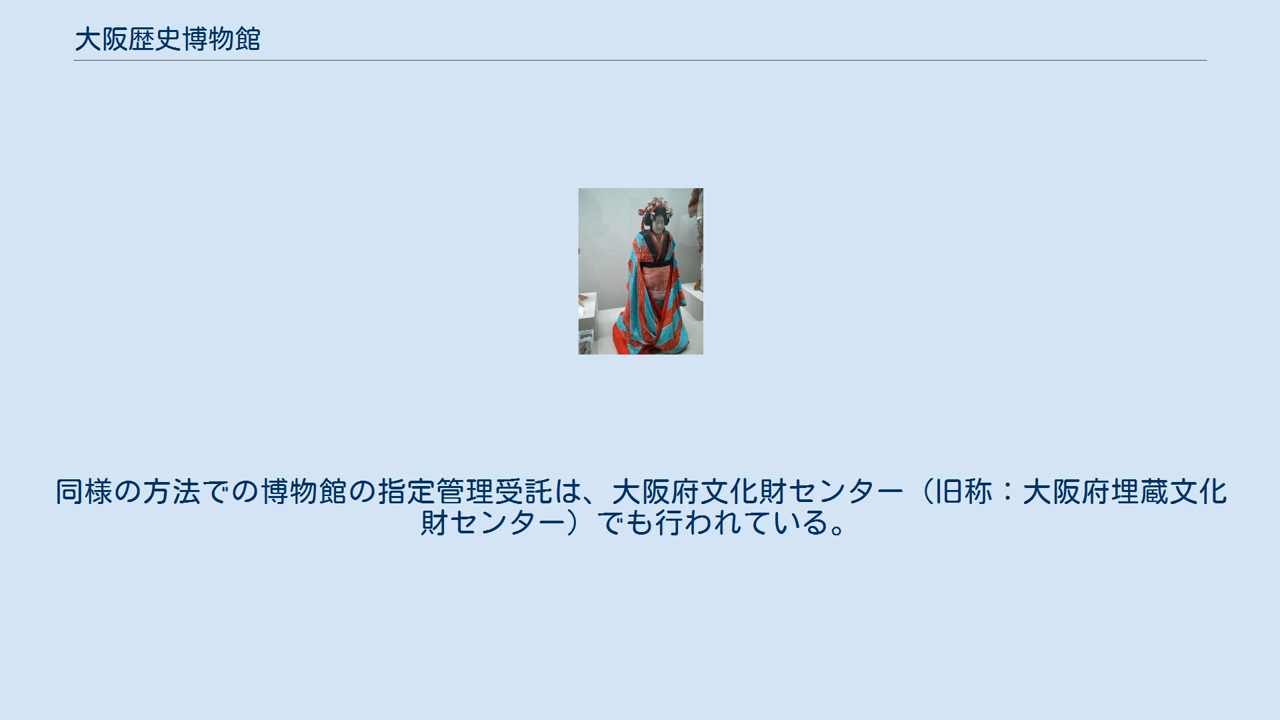 大阪歴史博物館
同様の方法での博物館の指定管理受託は、大阪府文化財センター（旧称：大阪府埋蔵文化
財センター）でも行われている。